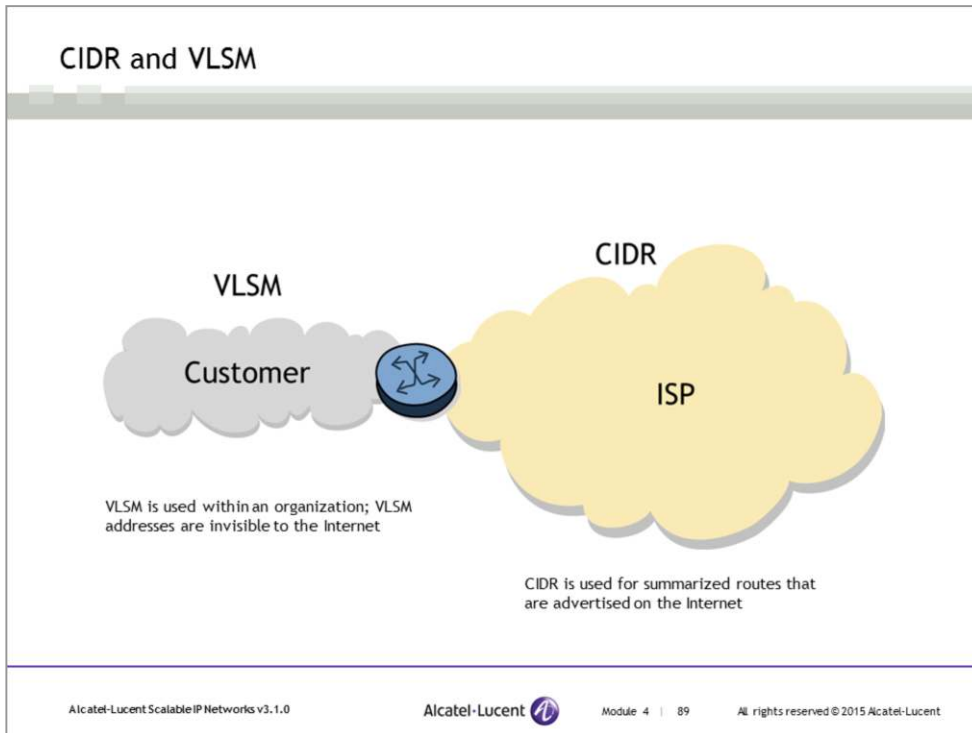 CIDR and VLSM
CIDR
VLSM
Customer
ISP
VLSM is used within an organization; VLSM
addresses are invisible to the Internet
CIDR is used for summarized routes that
are advertised on the Internet
Alcatel-Lucent Scalable IP Networks v3.1.0
Alcatel·Lucent
Module 4 | 89
All rights reserved © 2015 Alcatel-Lucent